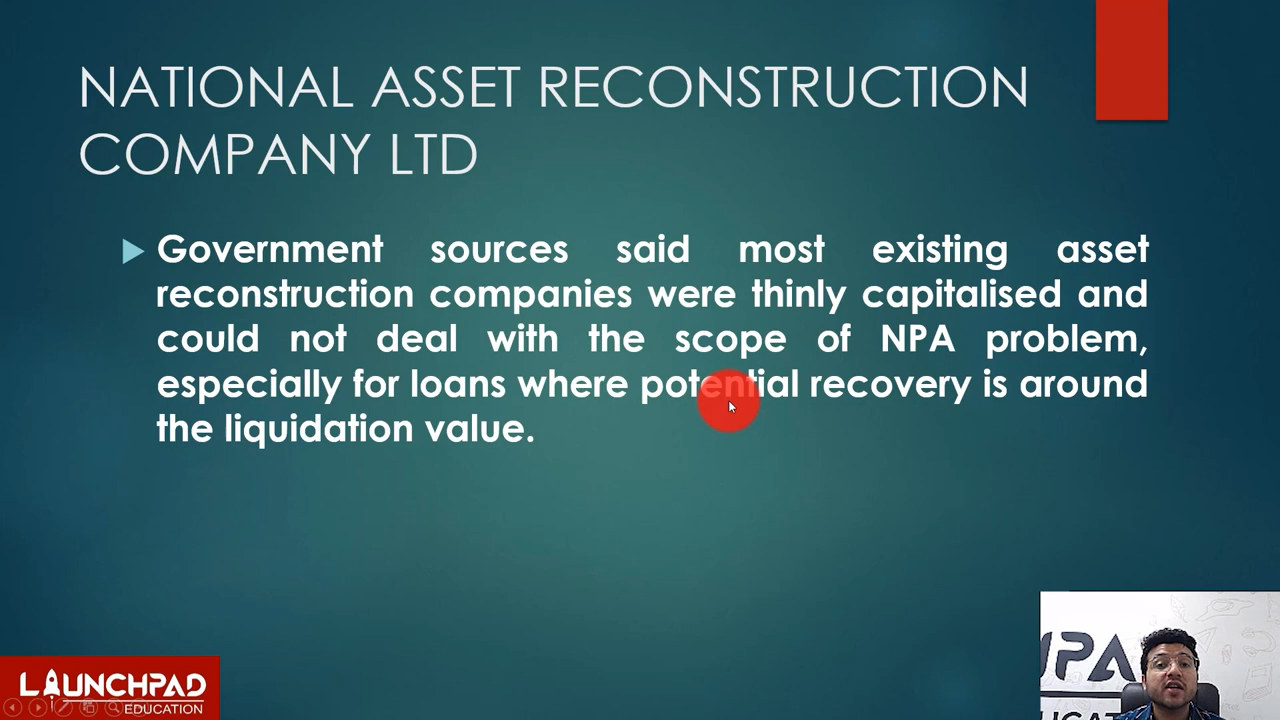 NATIONAL ASSET RECONSTRUCTION
COMPANY LTD
Government sources said most existing asset
reconstruction companies were thinly capitalised and
could not deal with the scope of NPA problem,
especially for loans where potential recovery is around
the liquidation value.
LAUNCHPAD
EDUCATION